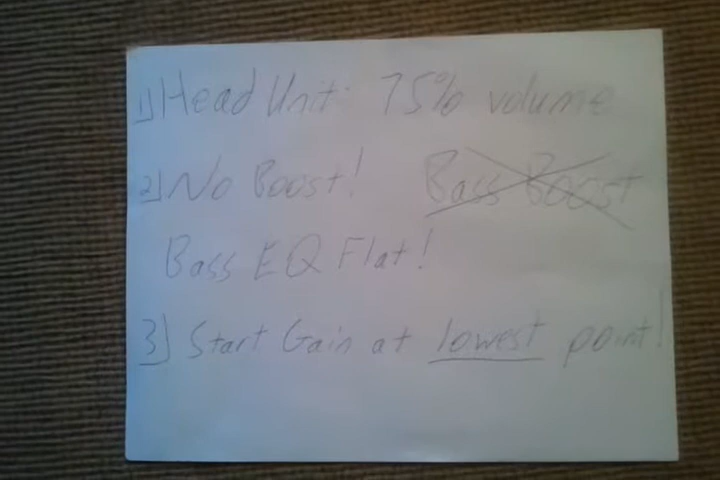 1) Head Unit: 75% volume
2) No Boost! Bass Boost
Bass EQ Flat!
3) Start Gain at lowest point!